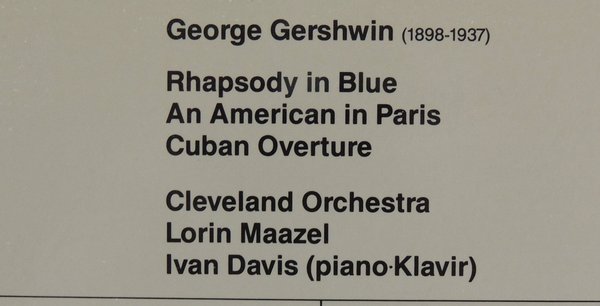 George Gershwin (1898-1937)
Rhapsody in Blue
An American in Paris
Cuban Overture
Cleveland Orchestra
Lorin Maazel
Ivan Davis (piano·Klavir)